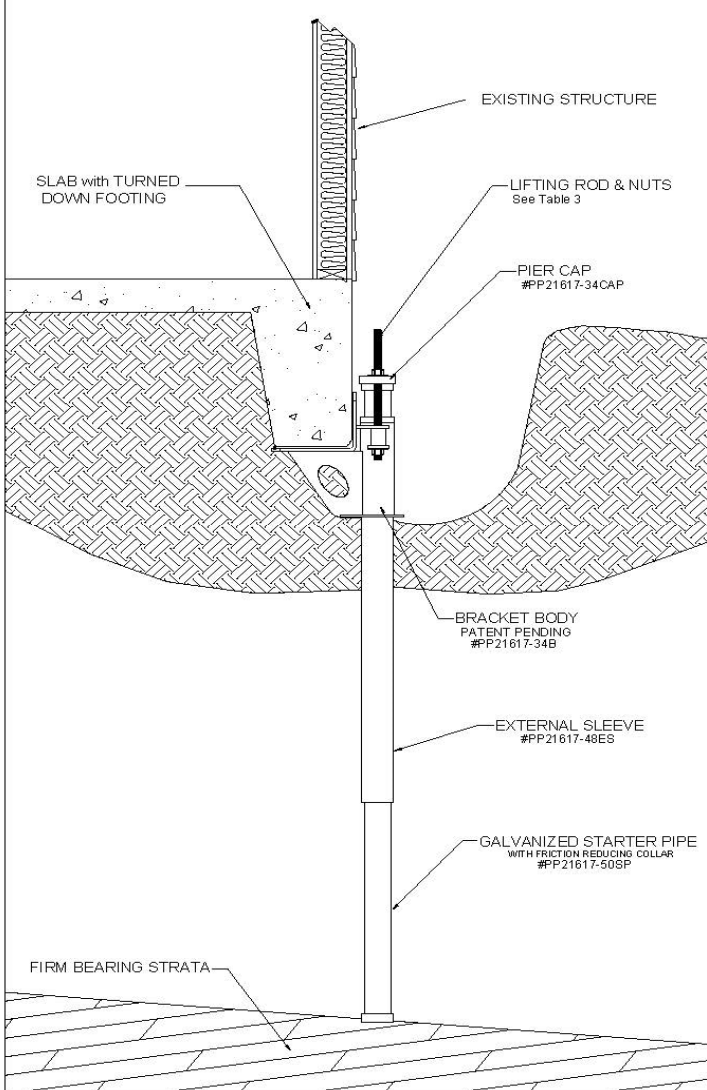 EXISTING STRUCTURE
SLAB with TURNED
DOWN FOOTING
LIFTING ROD & NUTS
See Table 3
PIER CAP
#PP21617-34CAP
BRACKET BODY
PATENT PENDING
#PP21617-34B
EXTERNAL SLEEVE
#PP21617-48ES
GALVANIZED STARTER PIPE
WITH FRICTION REDUCING COLLAR
#PP21617-50SP
FIRM BEARING STRATA